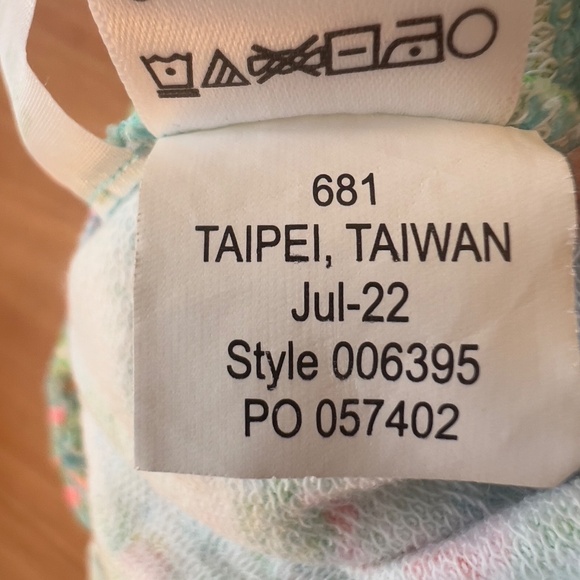 681
TAIPEI, TAIWAN
Jul-22
Style 006395
PO 057402